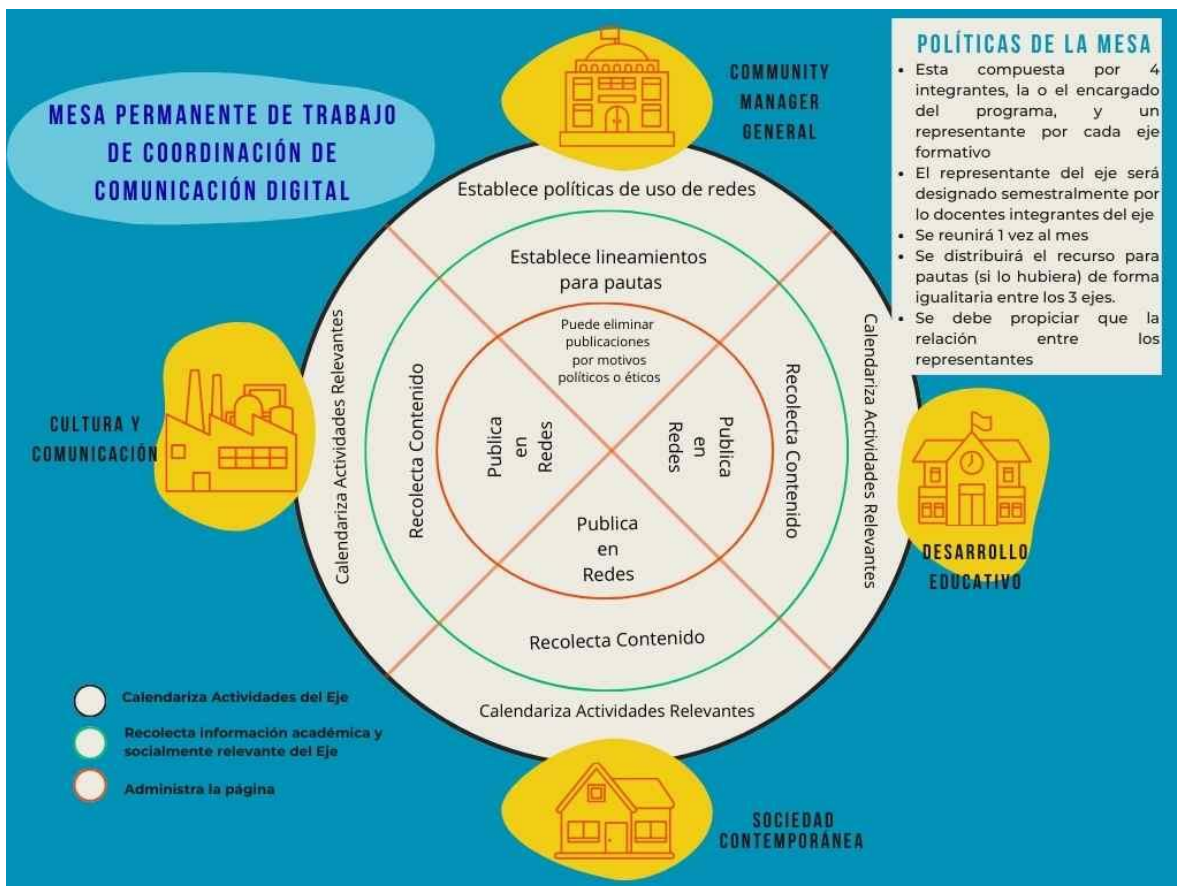 MESA PERMANENTE DE TRABAJO
DE COORDINACIÓN DE
COMUNICACIÓN DIGITAL
COMMUNITY
MANAGER
GENERAL
POLÍTICAS DE LA MESA
• Esta compuesta por 4
integrantes, la o el encargado
del programa, y un
representante por cada eje
formativo
• El representante del eje será
designado semestralmente por
lo docentes integrantes del eje
• Se reunirá 1 vez al mes
• Se distribuirá el recurso para
pautas (si lo hubiera) de forma
igualitaria entre los 3 ejes.
• Se debe propiciar que la
relación entre los
representantes
Establece políticas de uso de redes
Establece lineamientos
para pautas
Puede eliminar
publicaciones
por motivos
políticos o éticos
CULTURA Y
COMUNICACIÓN
Calendariza Actividades Relevantes
Recolecta Contenido
Publica
en
Redes
Publica
en
Redes
Recolecta Contenido
Calendariza Actividades Relevantes
DESARROLLO
EDUCATIVO
Publica
en
Redes
Recolecta Contenido
Calendariza Actividades Relevantes
SOCIEDAD
CONTEMPORÁNEA
Calendariza Actividades del Eje
Recolecta información académica y
socialmente relevante del Eje
Administra la página